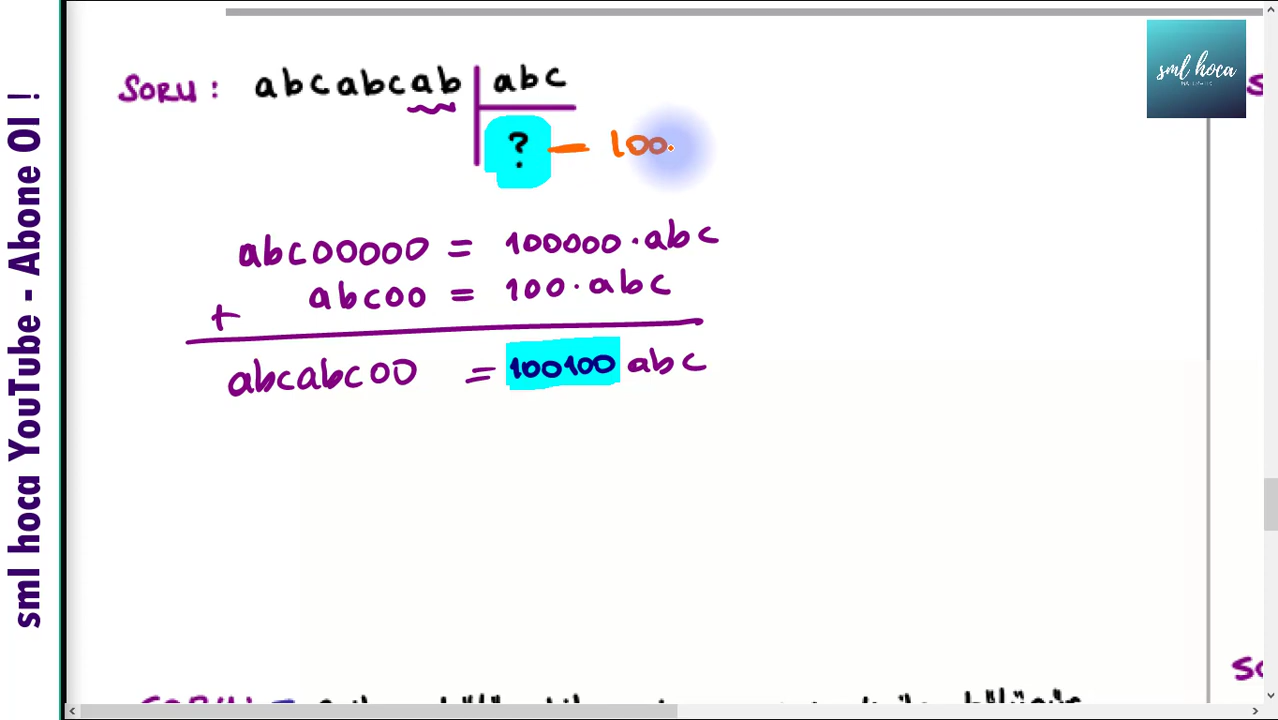 sml hoca YouTube - Abone Ol !
sml hoca
SORU : abcabcab abc
? — 100.
abc00000 = 100000.abc
+ abc00 = 100.abc
abcabc00 = 100100 abc